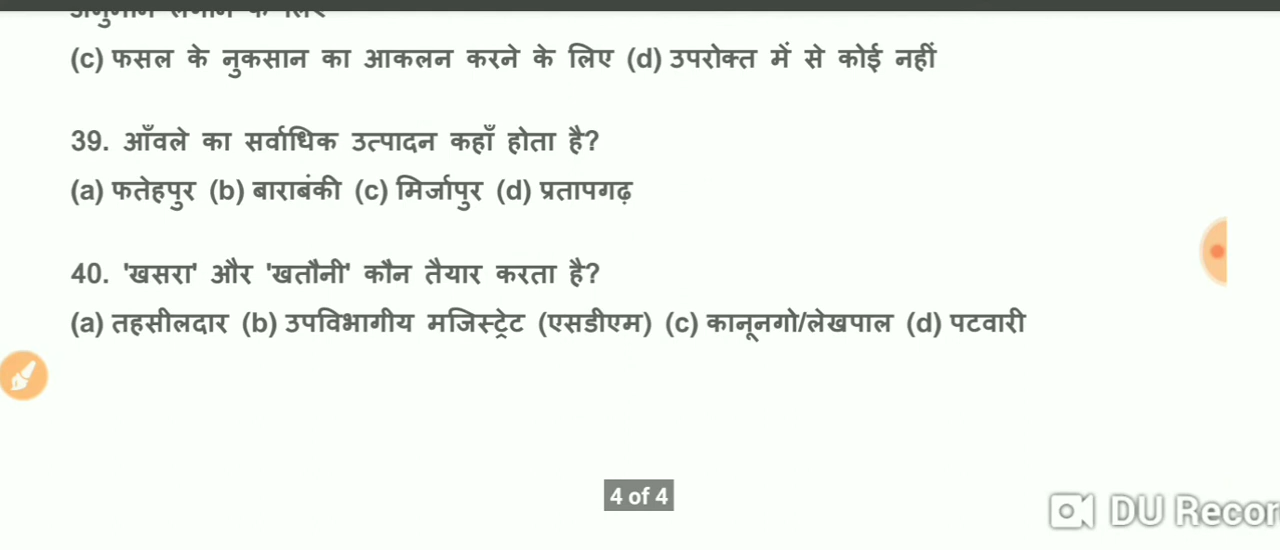 (c) फसल के नुकसान का आकलन करने के लिए (d) उपरोक्त में से कोई नहीं
39. आँवले का सर्वाधिक उत्पादन कहाँ होता है?
(a) फतेहपुर (b) बाराबंकी (c) मिर्जापुर (d) प्रतापगढ़
40. 'खसरा' और 'खतौनी' कौन तैयार करता है?
(a) तहसीलदार (b) उपविभागीय मजिस्ट्रेट (एसडीएम) (c) कानूनगो/लेखपाल (d) पटवारी
4 of 4
DU Recor